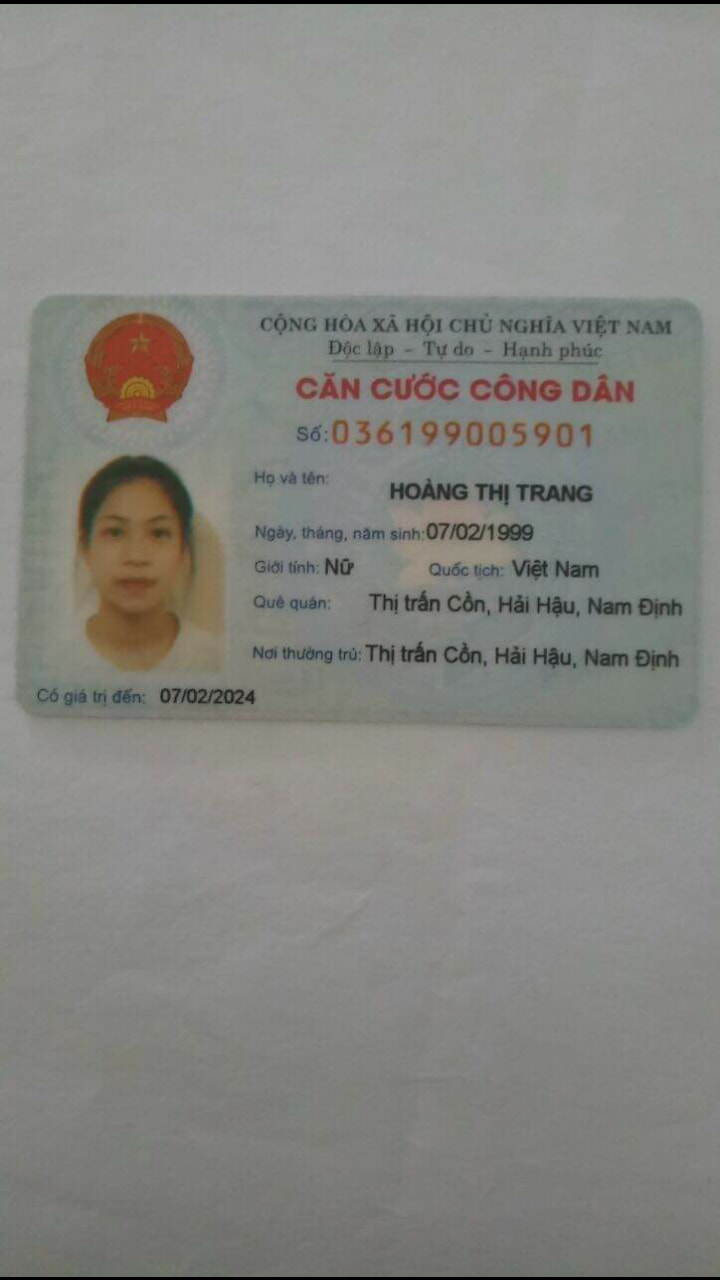 CỘNG HÒA XÃ HỘI CHỦ NGHĨA VIỆT NAM
Độc lập - Tự do - Hạnh phúc
CĂN CƯỚC CÔNG DÂN
Số: 036199005901
Họ và tên: HOÀNG THỊ TRANG
Ngày, tháng, năm sinh: 07/02/1999
Giới tính: Nữ Quốc tịch: Việt Nam
Quê quán: Thị trấn Cồn, Hải Hậu, Nam Định
Nơi thường trú: Thị trấn Cồn, Hải Hậu, Nam Định
Có giá trị đến: 07/02/2024